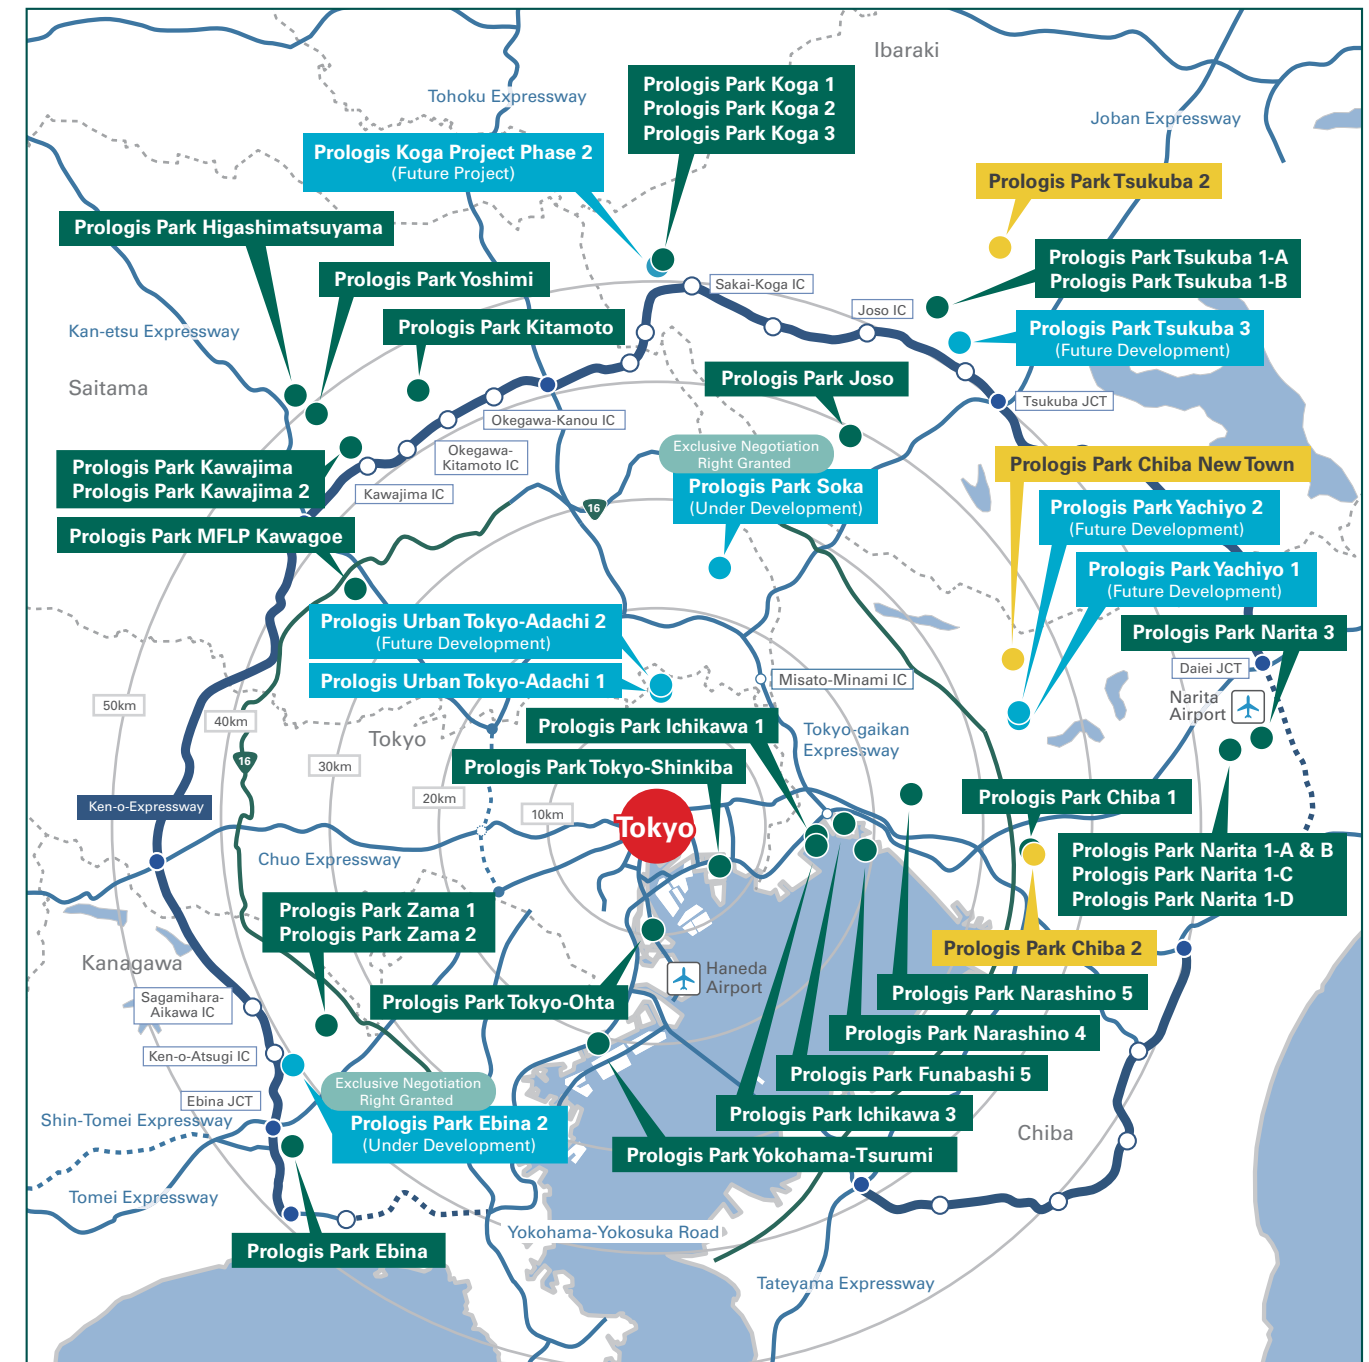 Ibaraki
Tohoku Expressway
Prologis Park Koga 1
Prologis Park Koga 2
Prologis Park Koga 3
Joban Expressway
Prologis Koga Project Phase 2
(Future Project)
Prologis Park Tsukuba 2
Prologis Park Higashimatsuyama
Prologis Park Tsukuba 1-A
Prologis Park Tsukuba 1-B
Prologis Park Yoshimi
Sakai-Koga IC
Joso IC
Kan-etsu Expressway
Prologis Park Kitamoto
Prologis Park Tsukuba 3
(Future Development)
Saitama
Prologis Park Joso
Tsukuba JCT
Okegawa-Kanou IC
Okegawa-
Kitamoto IC
Exclusive Negotiation
Right Granted
Prologis Park Soka
(Under Development)
Prologis Park Chiba New Town
Prologis Park Kawajima
Prologis Park Kawajima 2
Kawajima IC
16
Prologis Park Yachiyo 2
(Future Development)
Prologis Park MFLP Kawagoe
Prologis Park Yachiyo 1
(Future Development)
Prologis Urban Tokyo-Adachi 2
(Future Development)
Prologis Urban Tokyo-Adachi 1
Prologis Park Narita 3
Daiei JCT
Misato-Minami IC
Narita
Airport
50km
40km
30km
20km
10km
Tokyo
16
Prologis Park Ichikawa 1
Tokyo-gaikan
Expressway
Prologis Park Tokyo-Shinkiba
Ken-o-Expressway
Prologis Park Chiba 1
Tokyo
Chuo Expressway
Prologis Park Narita 1-A & B
Prologis Park Narita 1-C
Prologis Park Narita 1-D
Prologis Park Zama 1
Prologis Park Zama 2
Prologis Park Chiba 2
Kanagawa
Haneda
Airport
Sagamihara-
Aikawa IC
Prologis Park Tokyo-Ohta
Prologis Park Narashino 5
Prologis Park Narashino 4
Ken-o-Atsugi IC
Prologis Park Funabashi 5
Exclusive Negotiation
Right Granted
Prologis Park Ebina 2
(Under Development)
Ebina JCT
Prologis Park Ichikawa 3
Shin-Tomei Expressway
Chiba
Prologis Park Yokohama-Tsurumi
Tomei Expressway
Yokohama-Yokosuka Road
Prologis Park Ebina
Tateyama Expressway